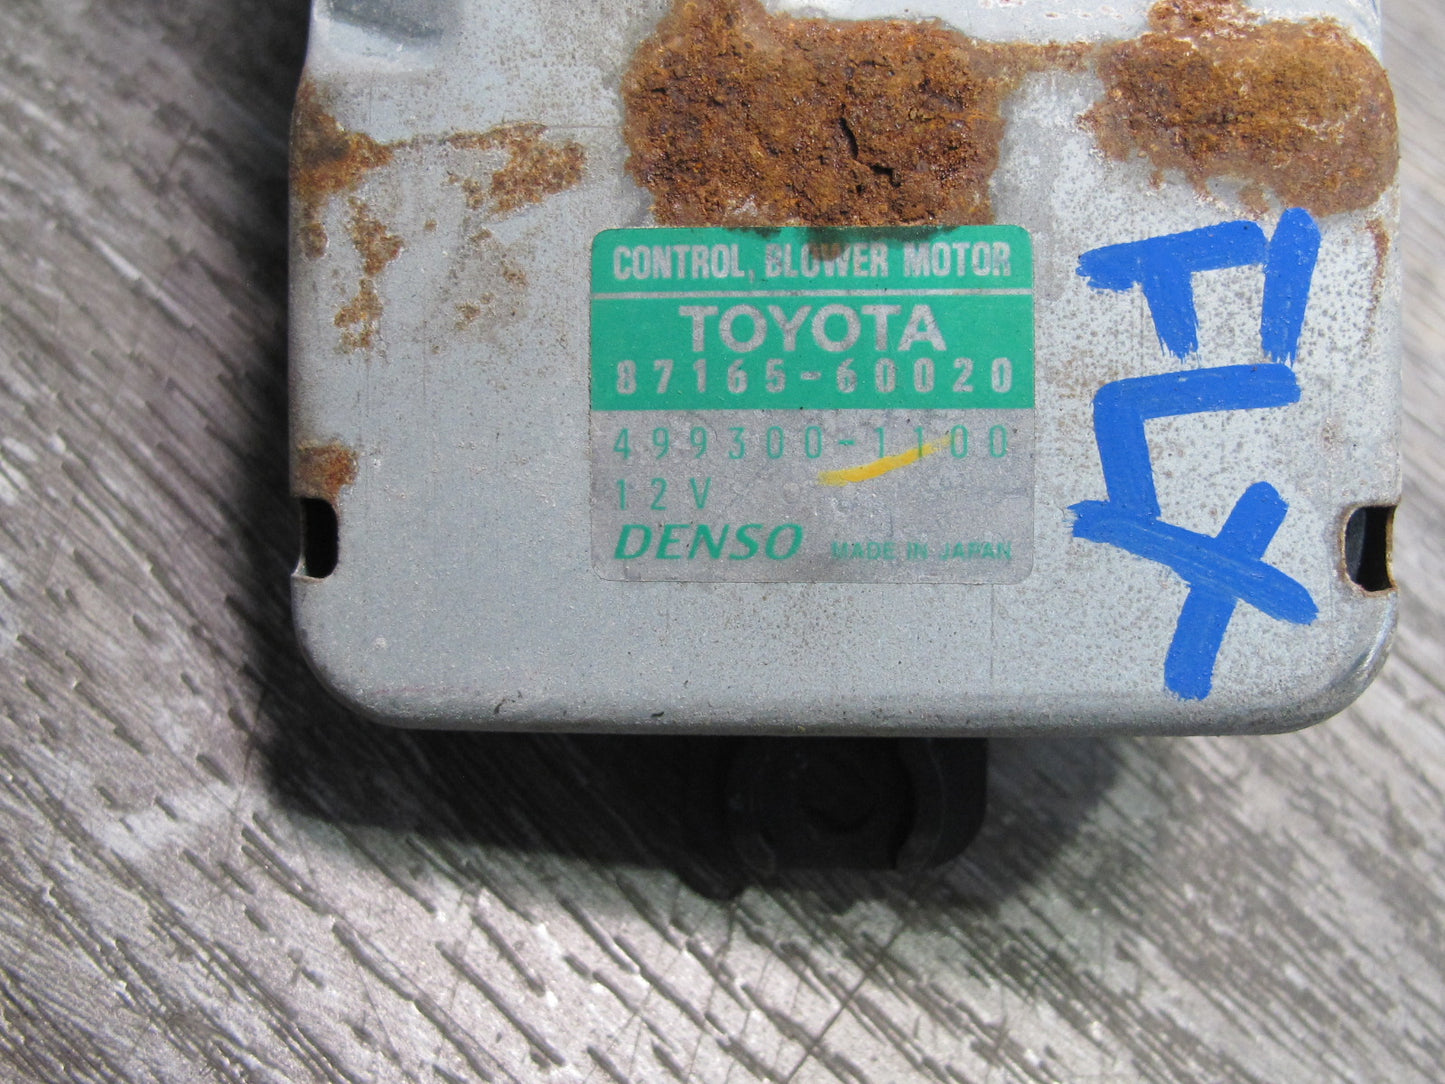 CONTROL, BLOWER MOTOR
TOYOTA
87165-60020
499300-1100
12V
DENSO MADE IN JAPAN